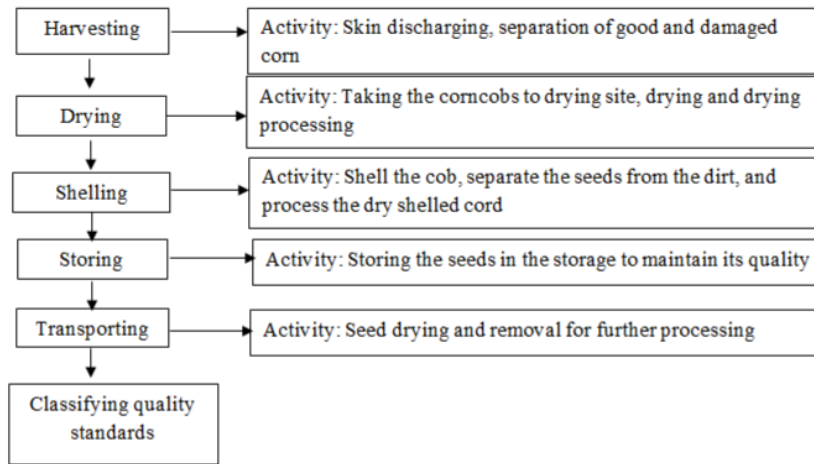 Harvesting
Activity: Skin discharging, separation of good and damaged
corn
Drying
Activity: Taking the corncobs to drying site, drying and drying
processing
Shelling
Activity: Shell the cob, separate the seeds from the dirt, and
process the dry shelled cord
Storing
Activity: Storing the seeds in the storage to maintain its quality
Transporting
Activity: Seed drying and removal for further processing
Classifying quality
standards